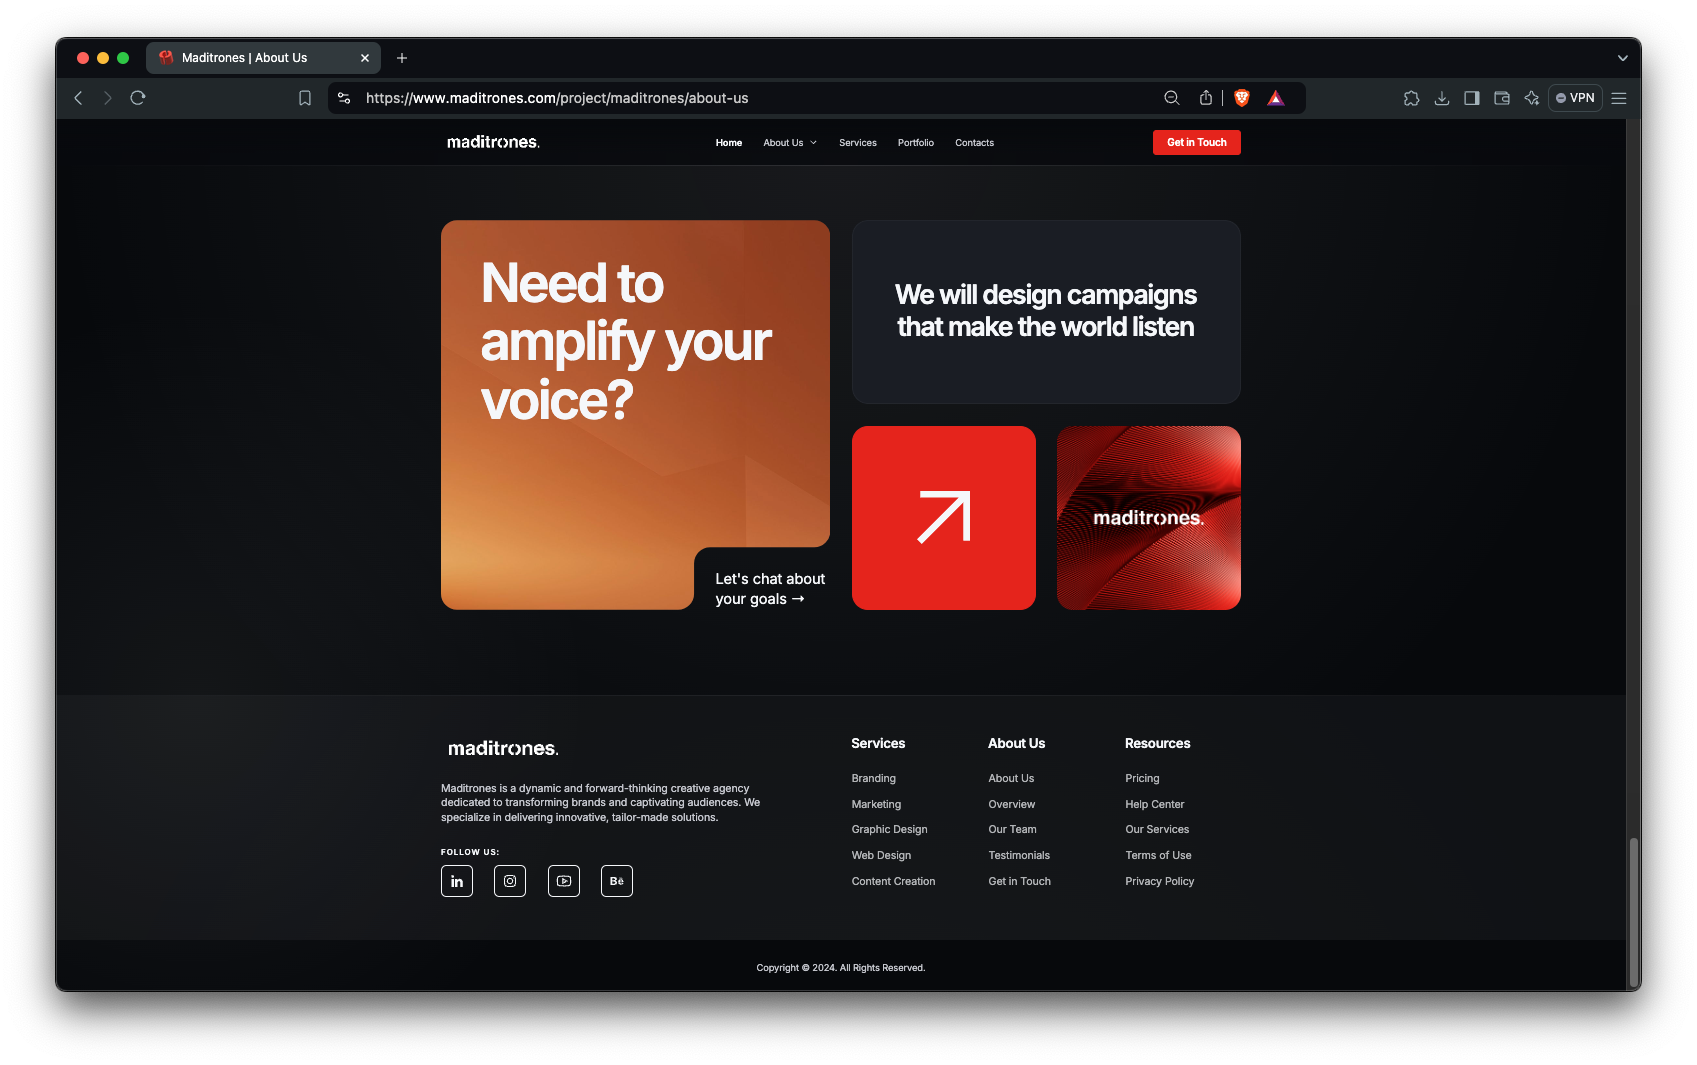 Maditrones | About Us
https://www.maditrones.com/project/maditrones/about-us
VPN
maditrones.
Home
About Us
Services
Portfolio
Contacts
Get in Touch
Need to
amplify your
voice?
Let's chat about
your goals →
We will design campaigns
that make the world listen
maditrones.
maditrones.
Maditrones is a dynamic and forward-thinking creative agency
dedicated to transforming brands and captivating audiences. We
specialize in delivering innovative, tailor-made solutions.
FOLLOW US:
in
Bē
Services
Branding
Marketing
Graphic Design
Web Design
Content Creation
About Us
About Us
Overview
Our Team
Testimonials
Get in Touch
Resources
Pricing
Help Center
Our Services
Terms of Use
Privacy Policy
Copyright © 2024. All Rights Reserved.